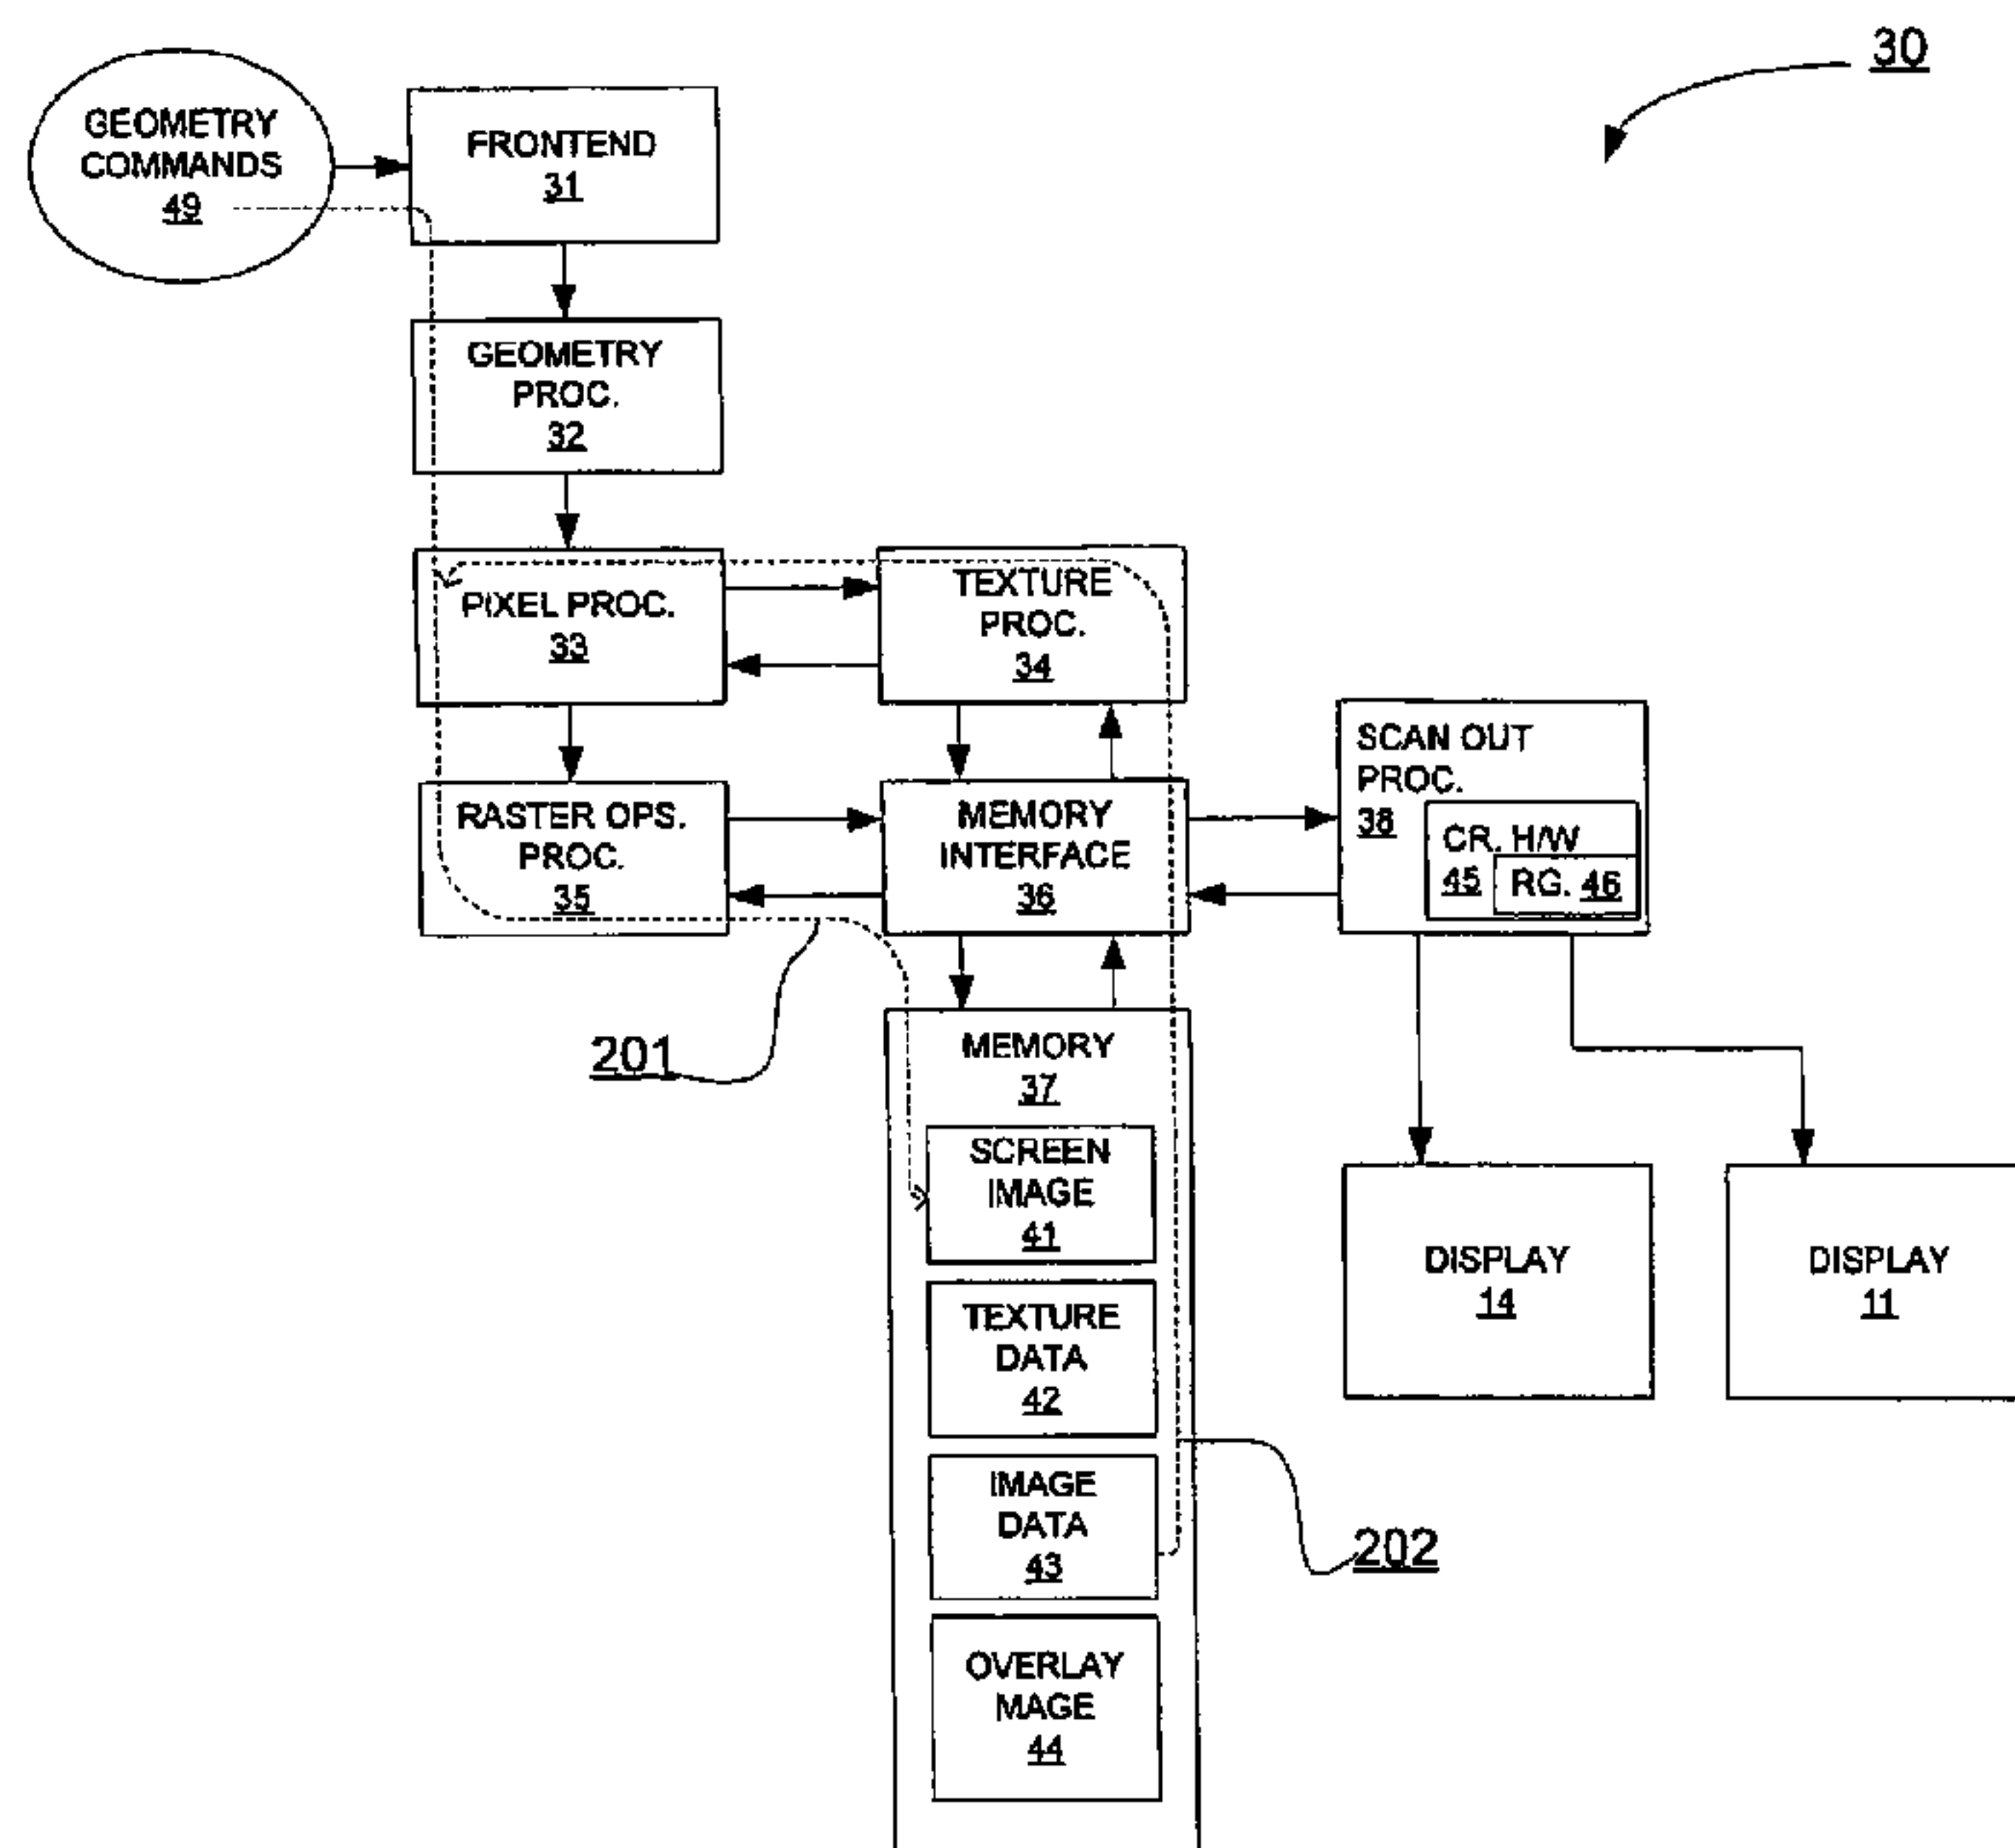 30
GEOMETRY
COMMANDS
49
FRONTEND
31
GEOMETRY
PROC.
32
PIXEL PROC.
33
TEXTURE
PROC.
34
RASTER OPS.
PROC.
35
MEMORY
INTERFACE
36
SCAN OUT
PROC.
38
CR. H/W
45
RG. 46
201
MEMORY
37
SCREEN
IMAGE
41
TEXTURE
DATA
42
IMAGE
DATA
43
OVERLAY
MAGE
44
202
DISPLAY
14
DISPLAY
11